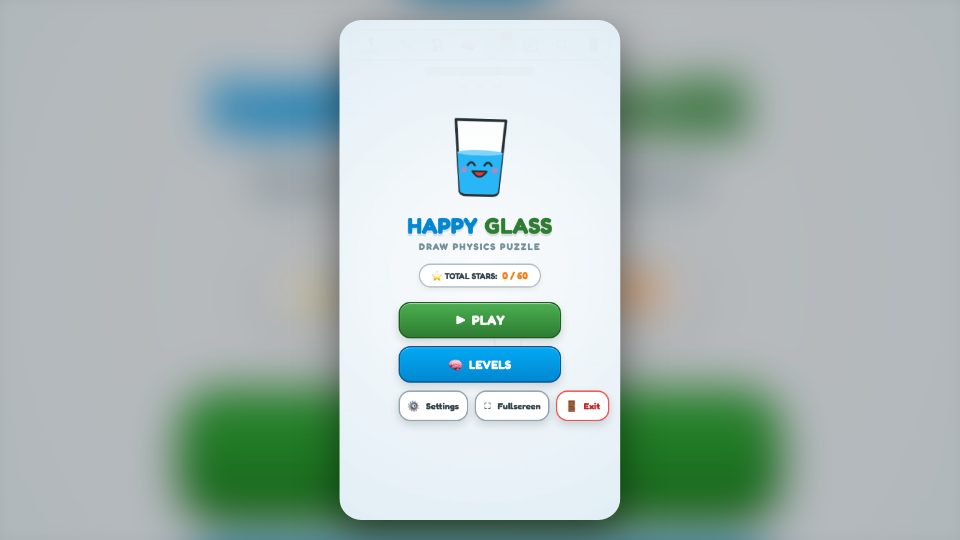 HAPPY GLASS
DRAW PHYSICS PUZZLE
TOTAL STARS: 0 / 60
PLAY
LEVELS
Settings
Fullscreen
Exit